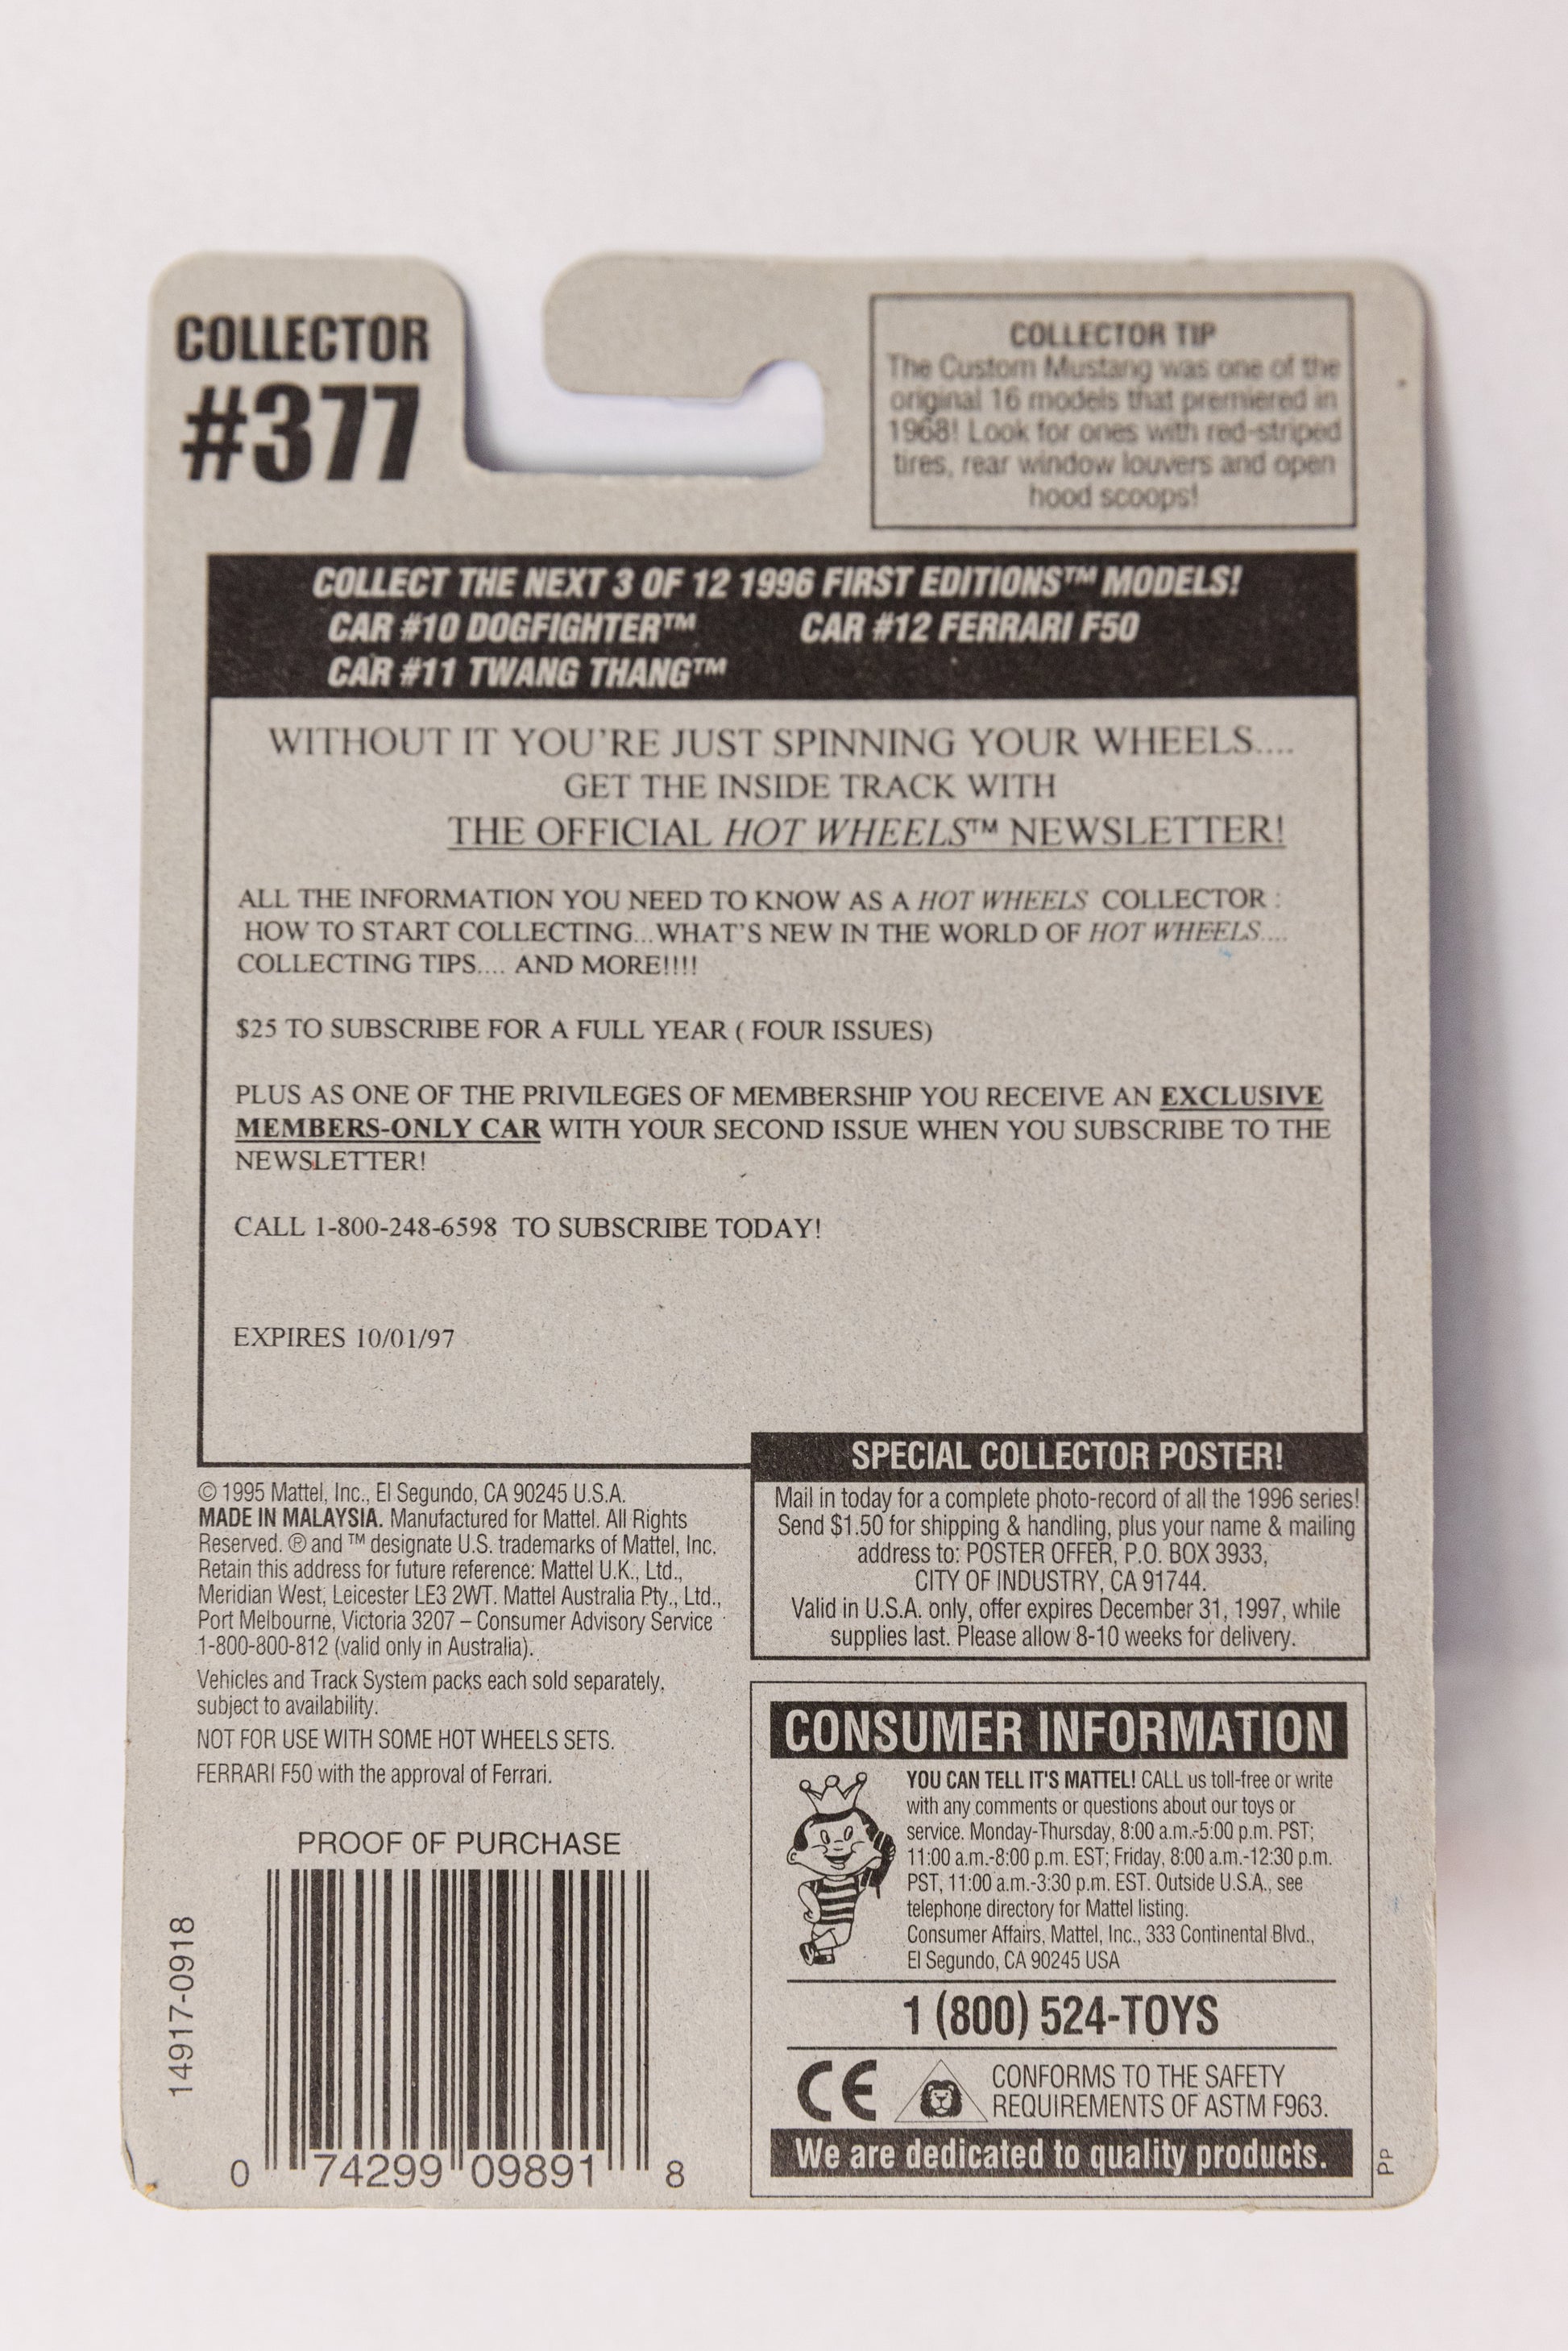 COLLECTOR
#377
COLLECTOR TIP
The Custom Mustang was one of the
original 16 models that premiered in
1968! Look for ones with red-striped
tires, rear window louvers and open
hood scoops!
COLLECT THE NEXT 3 OF 12 1996 FIRST EDITIONS™ MODELS!
CAR #10 DOGFIGHTER™ CAR #12 FERRARI F50
CAR #11 TWANG THANG™
WITHOUT IT YOU'RE JUST SPINNING YOUR WHEELS....
GET THE INSIDE TRACK WITH
THE OFFICIAL HOT WHEELS™ NEWSLETTER!
ALL THE INFORMATION YOU NEED TO KNOW AS A HOT WHEELS COLLECTOR :
HOW TO START COLLECTING...WHAT'S NEW IN THE WORLD OF HOT WHEELS....
COLLECTING TIPS.... AND MORE!!!!
$25 TO SUBSCRIBE FOR A FULL YEAR ( FOUR ISSUES)
PLUS AS ONE OF THE PRIVILEGES OF MEMBERSHIP YOU RECEIVE AN EXCLUSIVE
MEMBERS-ONLY CAR WITH YOUR SECOND ISSUE WHEN YOU SUBSCRIBE TO THE
NEWSLETTER!
CALL 1-800-248-6598 TO SUBSCRIBE TODAY!
EXPIRES 10/01/97
© 1995 Mattel, Inc., El Segundo, CA 90245 U.S.A.
MADE IN MALAYSIA. Manufactured for Mattel. All Rights
Reserved. ® and ™ designate U.S. trademarks of Mattel, Inc.
Retain this address for future reference: Mattel U.K., Ltd.,
Meridian West, Leicester LE3 2WT. Mattel Australia Pty., Ltd.,
Port Melbourne, Victoria 3207 – Consumer Advisory Service
1-800-800-812 (valid only in Australia).
Vehicles and Track System packs each sold separately,
subject to availability.
NOT FOR USE WITH SOME HOT WHEELS SETS.
FERRARI F50 with the approval of Ferrari.
PROOF OF PURCHASE
14917-0918
0 74299 09891 8
SPECIAL COLLECTOR POSTER!
Mail in today for a complete photo-record of all the 1996 series!
Send $1.50 for shipping & handling, plus your name & mailing
address to: POSTER OFFER, P.O. BOX 3933,
CITY OF INDUSTRY, CA 91744.
Valid in U.S.A. only, offer expires December 31, 1997, while
supplies last. Please allow 8-10 weeks for delivery.
CONSUMER INFORMATION
YOU CAN TELL IT'S MATTEL! CALL us toll-free or write
with any comments or questions about our toys or
service. Monday-Thursday, 8:00 a.m.-5:00 p.m. PST;
11:00 a.m.-8:00 p.m. EST; Friday, 8:00 a.m.-12:30 p.m.
PST, 11:00 a.m.-3:30 p.m. EST. Outside U.S.A., see
telephone directory for Mattel listing.
Consumer Affairs, Mattel, Inc., 333 Continental Blvd.,
El Segundo, CA 90245 USA
1 (800) 524-TOYS
CE
CONFORMS TO THE SAFETY
REQUIREMENTS OF ASTM F963.
We are dedicated to quality products.
PP